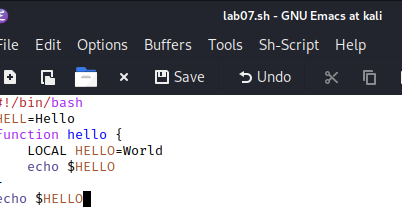 lab07.sh - GNU Emacs at kali
File Edit Options Buffers Tools Sh-Script Help
Save Undo
#!/bin/bash
HELL=Hello
function hello {
LOCAL HELLO=World
echo $HELLO
echo $HELLO